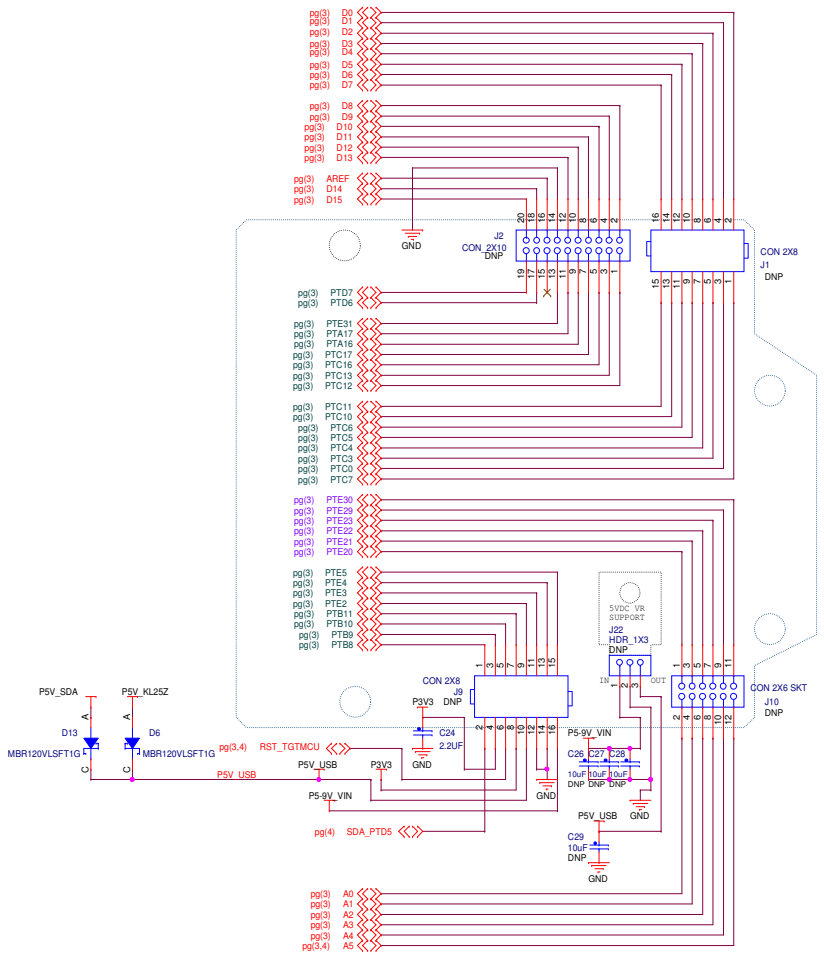 pg(3) D0
pg(3) D1
pg(3) D2
pg(3) D3
pg(3) D4
pg(3) D5
pg(3) D6
pg(3) D7
pg(3) D8
pg(3) D9
pg(3) D10
pg(3) D11
pg(3) D12
pg(3) D13
pg(3) AREF
pg(3) D14
pg(3) D15
20 18 16 14 12 10 8 6 4 2
16 14 12 10 8 6 4 2
GND
J2
CON_2X10
DNP
CON 2X8
J1
DNP
19 17 15 13 11 9 7 5 3 1
15 13 11 9 7 5 3 1
pg(3) PTD7
pg(3) PTD6
pg(3) PTE31
pg(3) PTA17
pg(3) PTA16
pg(3) PTC17
pg(3) PTC16
pg(3) PTC13
pg(3) PTC12
pg(3) PTC11
pg(3) PTC10
pg(3) PTC6
pg(3) PTC5
pg(3) PTC4
pg(3) PTC3
pg(3) PTC0
pg(3) PTC7
pg(3) PTE30
pg(3) PTE29
pg(3) PTE23
pg(3) PTE22
pg(3) PTE21
pg(3) PTE20
pg(3) PTE5
pg(3) PTE4
pg(3) PTE3
pg(3) PTE2
pg(3) PTB11
pg(3) PTB10
pg(3) PTB9
pg(3) PTB8
5VDC VR
SUPPORT
J22
HDR_1X3
DNP
IN
OUT
1 2 3
1 3 5 7 9 11 13 15
1 3 5 7 9 11
CON 2X8
J9
DNP
CON 2X6 SKT
J10
DNP
2 4 6 8 10 12 14 16
2 4 6 8 10 12
P5V_SDA
P5V_KL25Z
A
A
D13
MBR120VLSFT1G
D6
MBR120VLSFT1G
C
C
P5V_USB
P3V3
C24
2.2UF
GND
pg(3,4) RST_TGTMCU
P5V_USB
P3V3
P5-9V_VIN
GND
pg(4) SDA_PTD5
P5-9V_VIN
C26 C27 C28
10uF 10uF 10uF
DNP DNP DNP
GND
P5V_USB
C29
10uF
DNP
GND
pg(3) A0
pg(3) A1
pg(3) A2
pg(3) A3
pg(3) A4
pg(3,4) A5